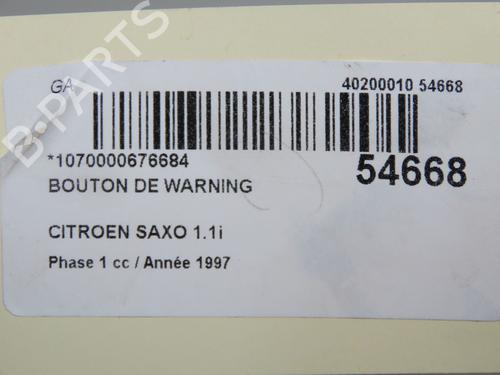 GA
40200010 54668
B-PARTS
*1070000676684
54668
BOUTON DE WARNING
CITROEN SAXO 1.1i
Phase 1 cc / Année 1997